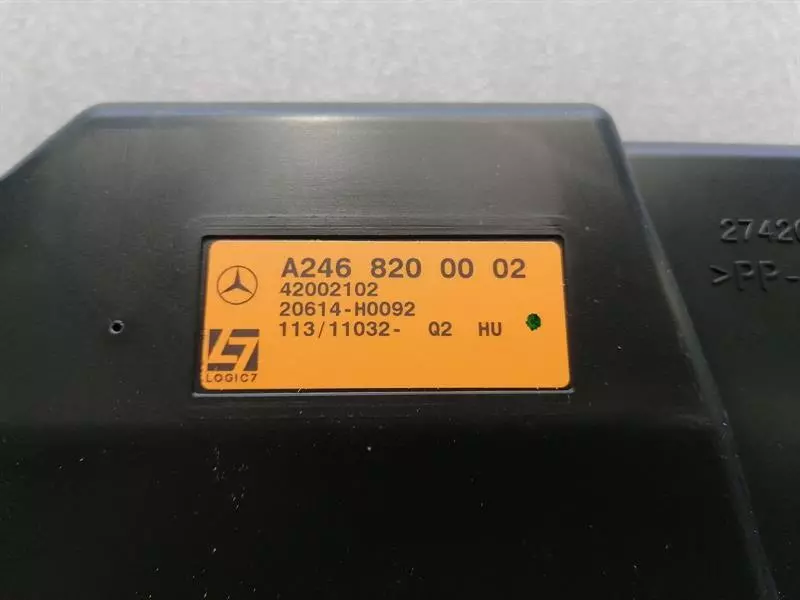 A246 820 00 02
42002102
20614-H0092
113/11032- Q2 HU
LOGIC7
2742
>PP-